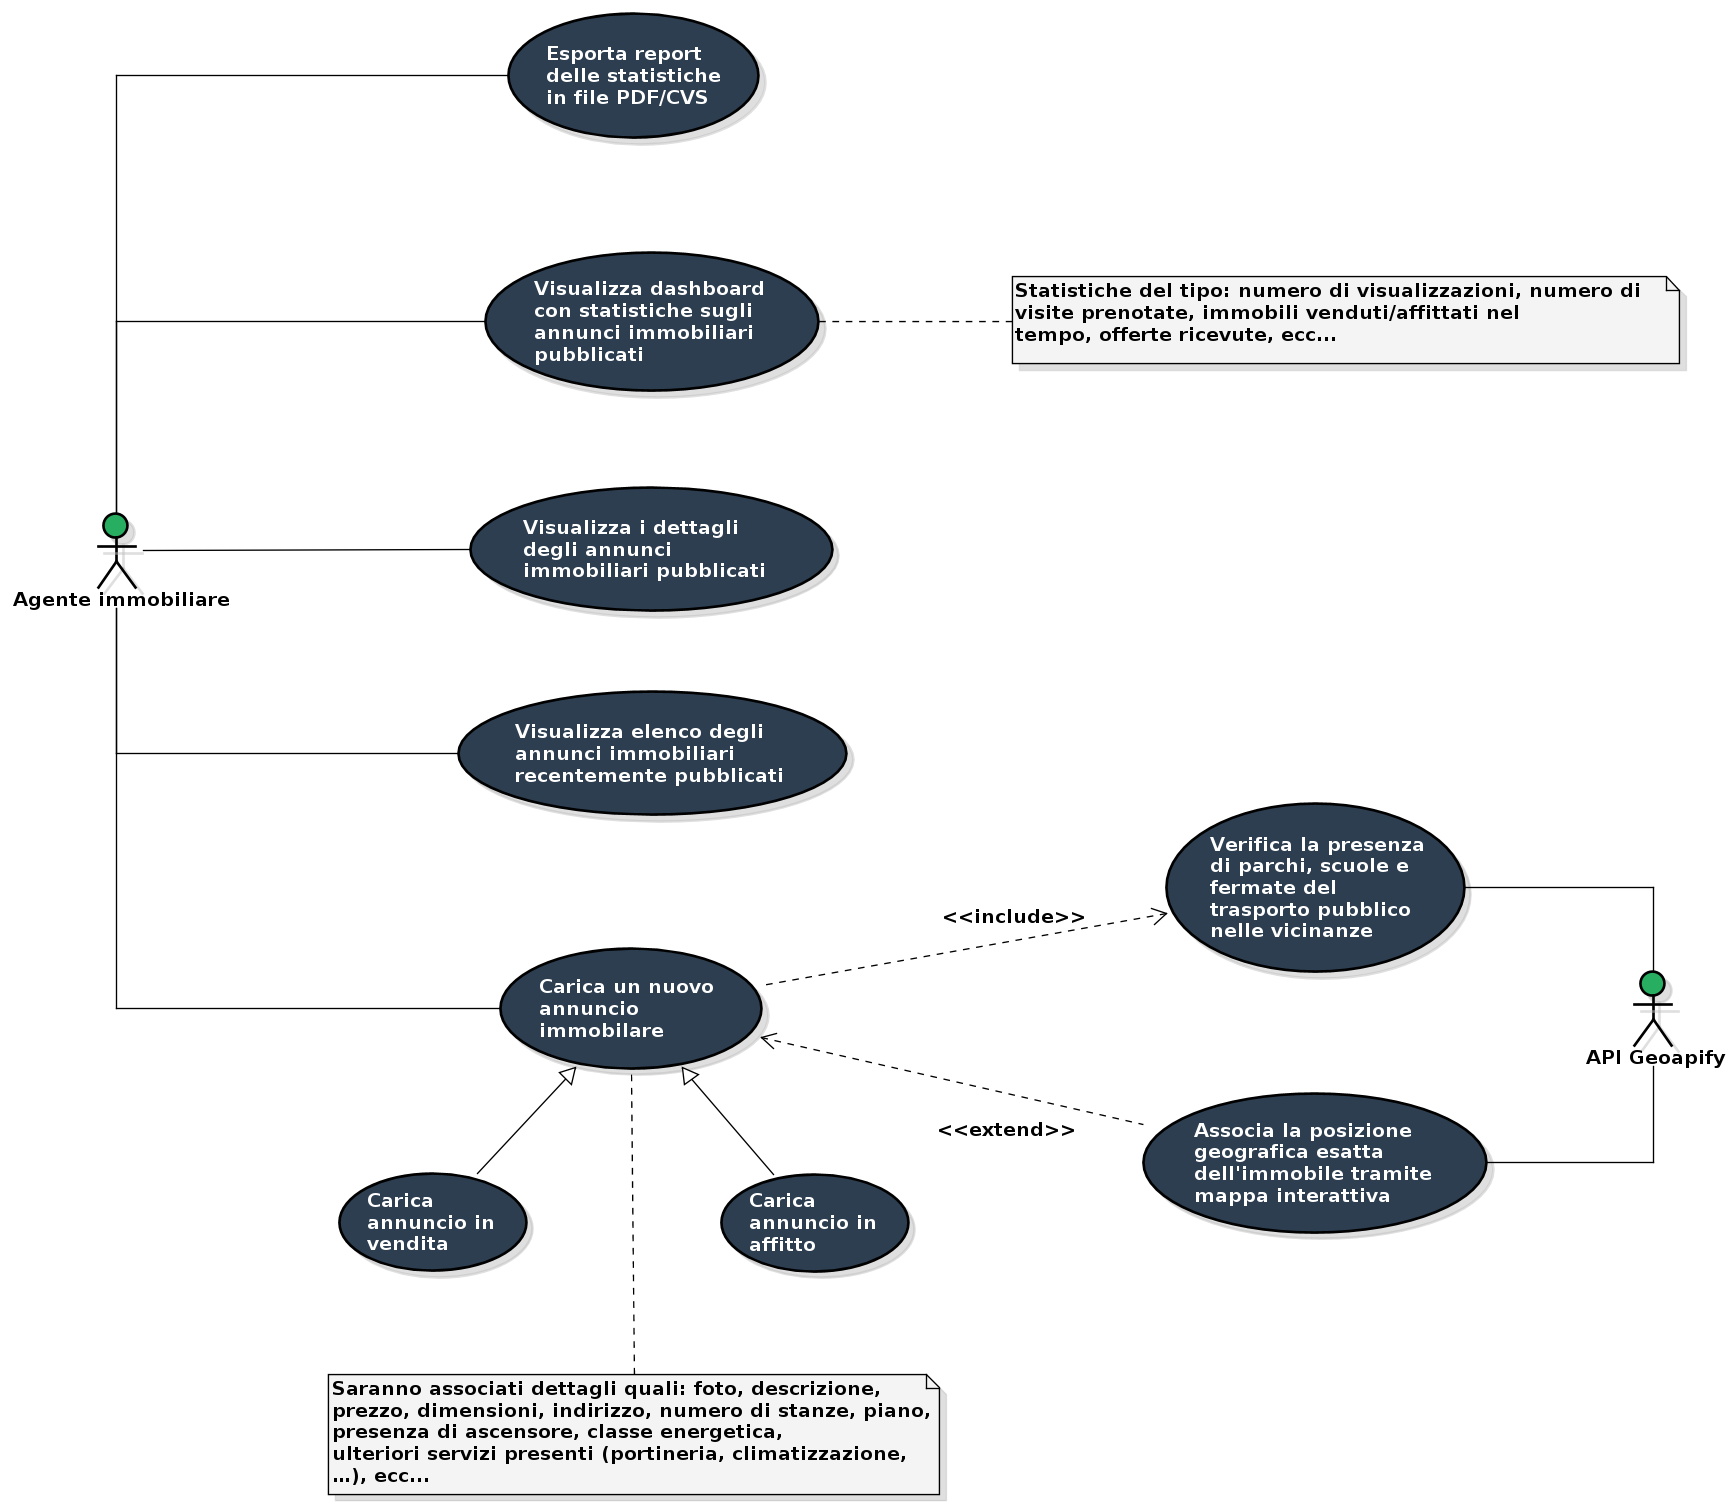 Esporta report
delle statistiche
in file PDF/CVS
Visualizza dashboard
con statistiche sugli
annunci immobiliari
pubblicati
Statistiche del tipo: numero di visualizzazioni, numero di
visite prenotate, immobili venduti/affittati nel
tempo, offerte ricevute, ecc...
Visualizza i dettagli
degli annunci
immobiliari pubblicati
Agente immobiliare
Visualizza elenco degli
annunci immobiliari
recentemente pubblicati
Verifica la presenza
di parchi, scuole e
fermate del
trasporto pubblico
nelle vicinanze
<<include>>
Carica un nuovo
annuncio
immobilare
API Geoapify
<<extend>>
Associa la posizione
geografica esatta
dell'immobile tramite
mappa interattiva
Carica
annuncio in
vendita
Carica
annuncio in
affitto
Saranno associati dettagli quali: foto, descrizione,
prezzo, dimensioni, indirizzo, numero di stanze, piano,
presenza di ascensore, classe energetica,
ulteriori servizi presenti (portineria, climatizzazione,
…), ecc...